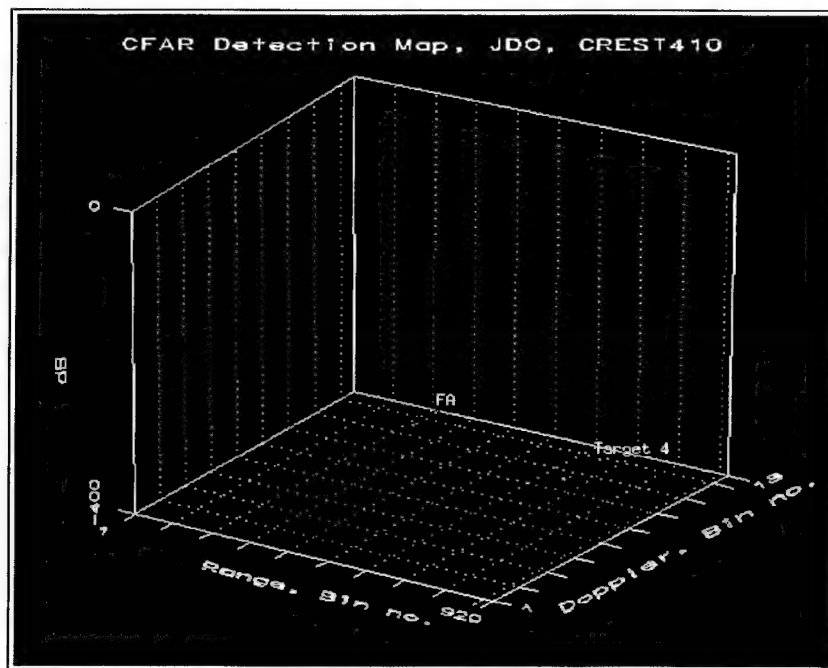 CFAR Detection Map, JDO, CREST410
0
dB
-400
FA
Target 4
1
Range, Bin no.
920
1
Doppler, Bin no.
19